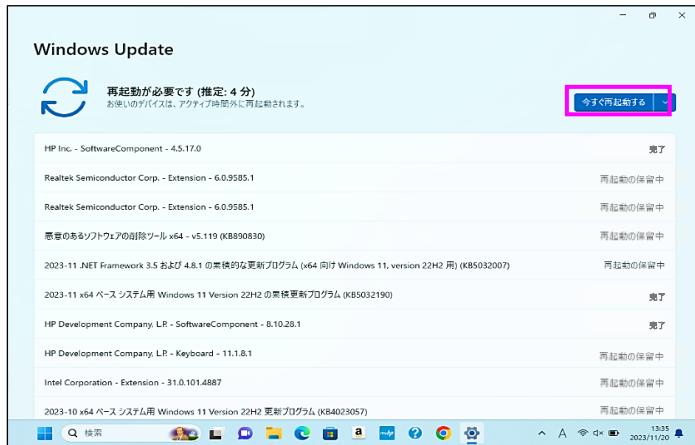 Windows Update
再起動が必要です (推定: 4 分)
お使いのデバイスは、アクティブ時間外に再起動されます。
今すぐ再起動する
HP Inc. - SoftwareComponent - 4.5.17.0
完了
Realtek Semiconductor Corp. - Extension - 6.0.9585.1
再起動の保留中
Realtek Semiconductor Corp. - Extension - 6.0.9585.1
再起動の保留中
悪意のあるソフトウェアの削除ツール x64 - v5.119 (KB890830)
再起動の保留中
2023-11 .NET Framework 3.5 および 4.8.1 の累積的な更新プログラム (x64 向け Windows 11, version 22H2 用) (KB5032007)
再起動の保留中
2023-11 x64 ベース システム用 Windows 11 Version 22H2 の累積更新プログラム (KB5032190)
完了
HP Development Company, L.P. - SoftwareComponent - 8.10.28.1
完了
HP Development Company, L.P. - Keyboard - 11.1.8.1
再起動の保留中
Intel Corporation - Extension - 31.0.101.4887
再起動の保留中
2023-10 x64 ベース システム用 Windows 11 Version 22H2 更新プログラム (KB4023057)
再起動の保留中
検索
a
A
13:35
2023/11/20